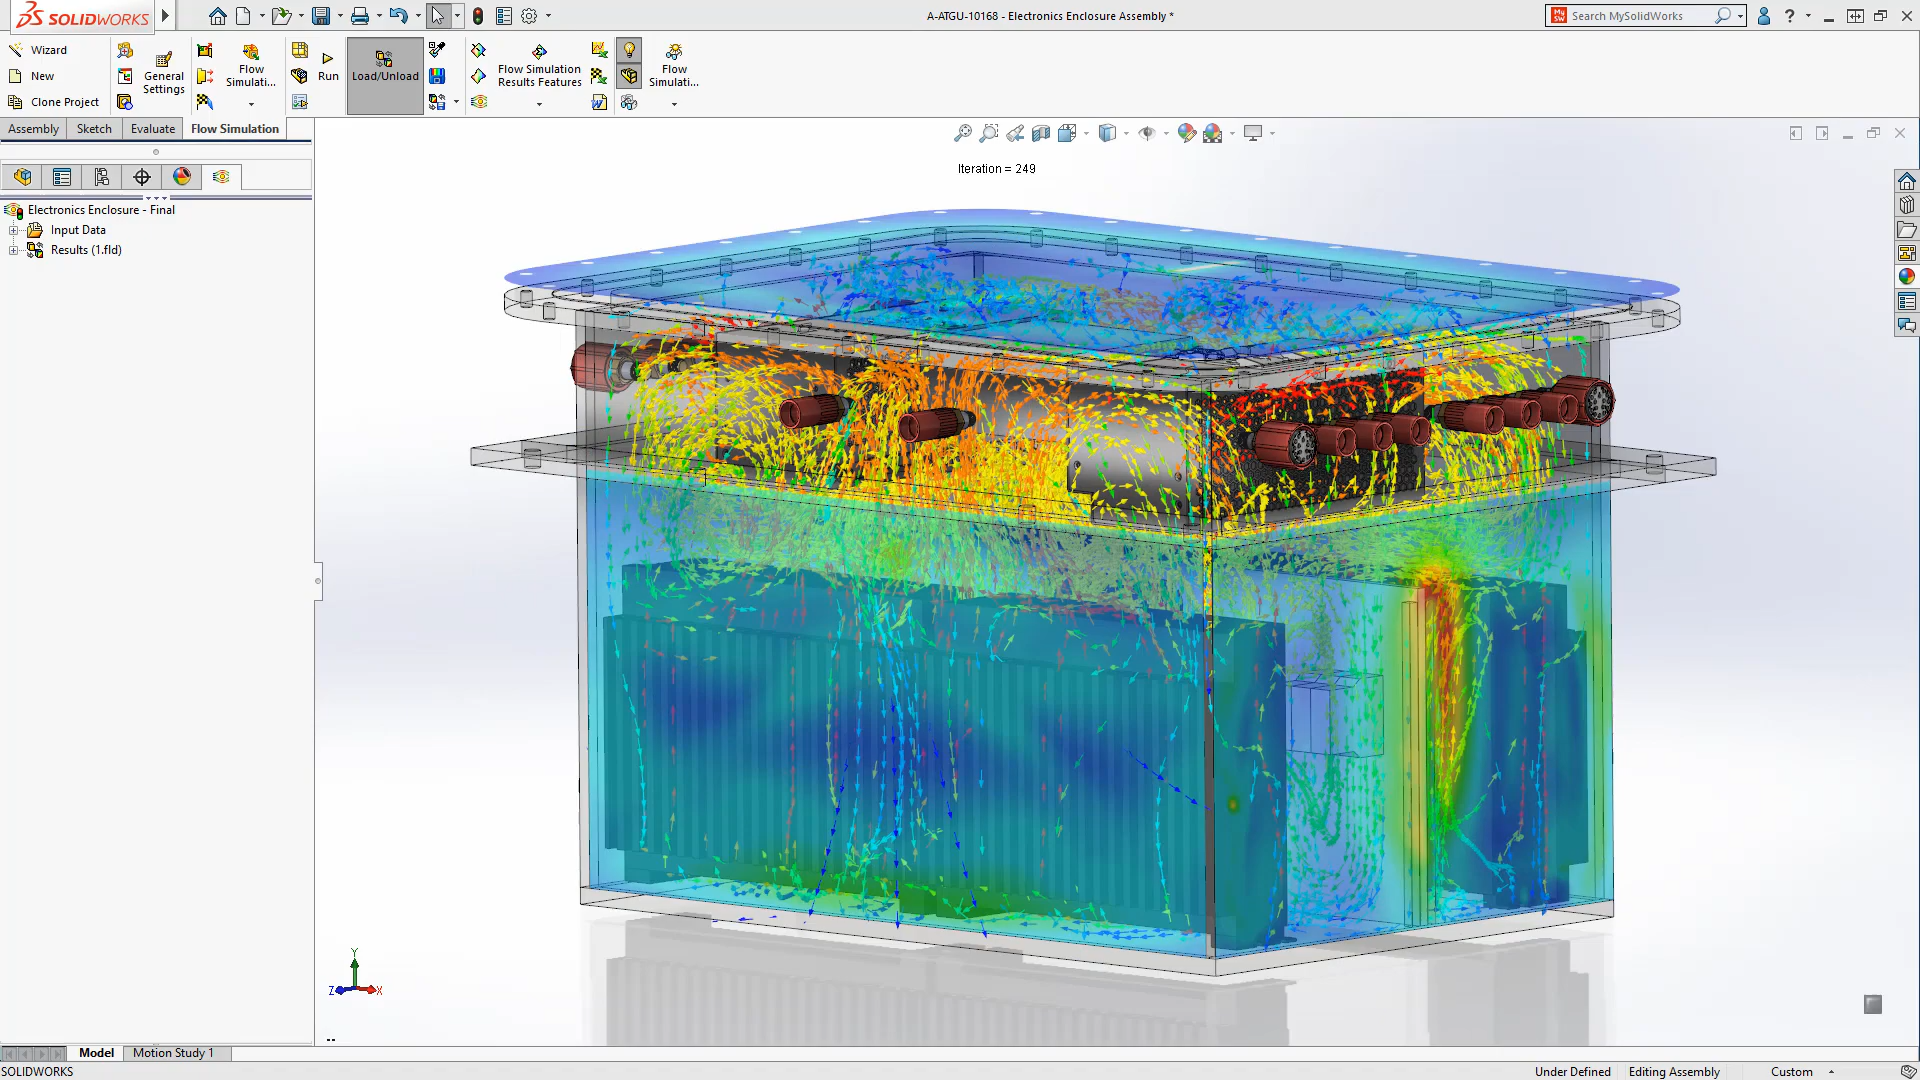 SOLIDWORKS
A-ATGU-10168 - Electronics Enclosure Assembly *
Search MySolidWorks
Wizard
New
Clone Project
General Settings
Flow Simulati...
Run
Load/Unload
Flow Simulation Results Features
Flow Simulati...
Assembly
Sketch
Evaluate
Flow Simulation
Iteration = 249
Electronics Enclosure - Final
Input Data
Results (1.fld)
Y
Z
X
Model
Motion Study 1
SOLIDWORKS
Under Defined
Editing Assembly
Custom